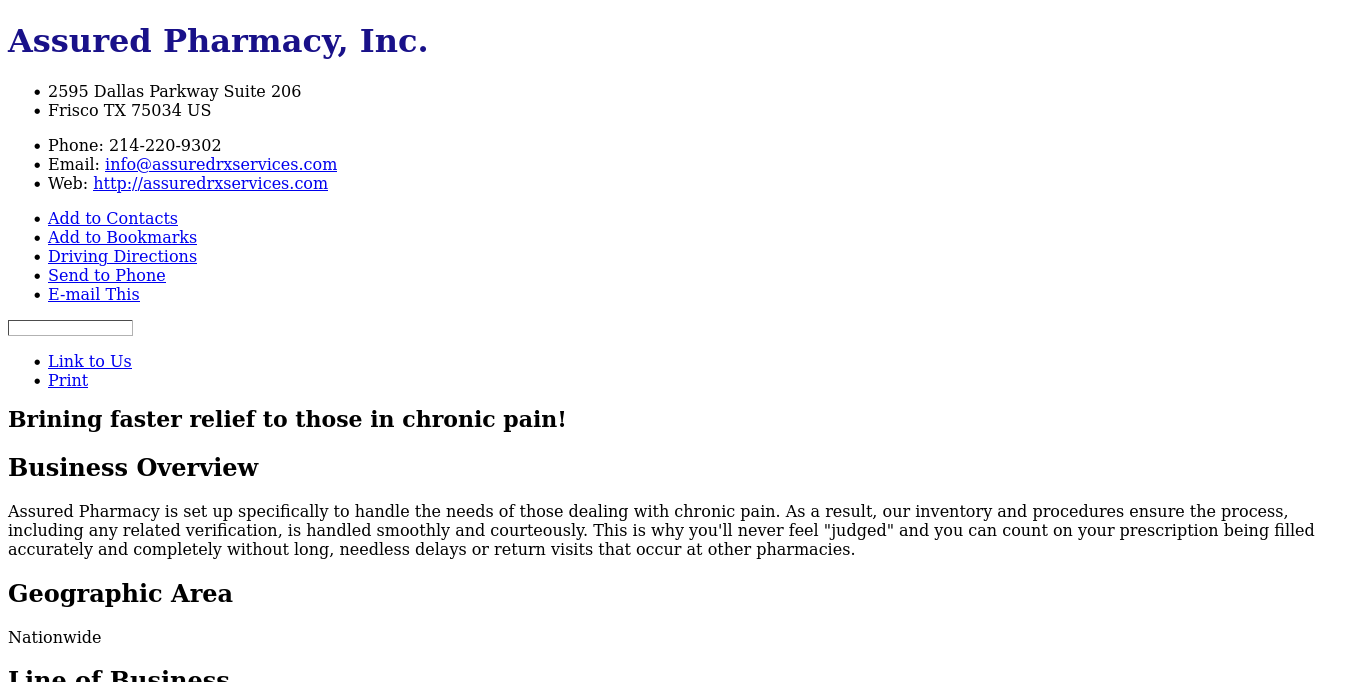 Assured Pharmacy, Inc.
2595 Dallas Parkway Suite 206
Frisco TX 75034 US
Phone: 214-220-9302
Email: info@assuredrxservices.com
Web: http://assuredrxservices.com
Add to Contacts
Add to Bookmarks
Driving Directions
Send to Phone
E-mail This
Link to Us
Print
Brining faster relief to those in chronic pain!
Business Overview
Assured Pharmacy is set up specifically to handle the needs of those dealing with chronic pain. As a result, our inventory and procedures ensure the process,
including any related verification, is handled smoothly and courteously. This is why you'll never feel "judged" and you can count on your prescription being filled
accurately and completely without long, needless delays or return visits that occur at other pharmacies.
Geographic Area
Nationwide
Line of Business